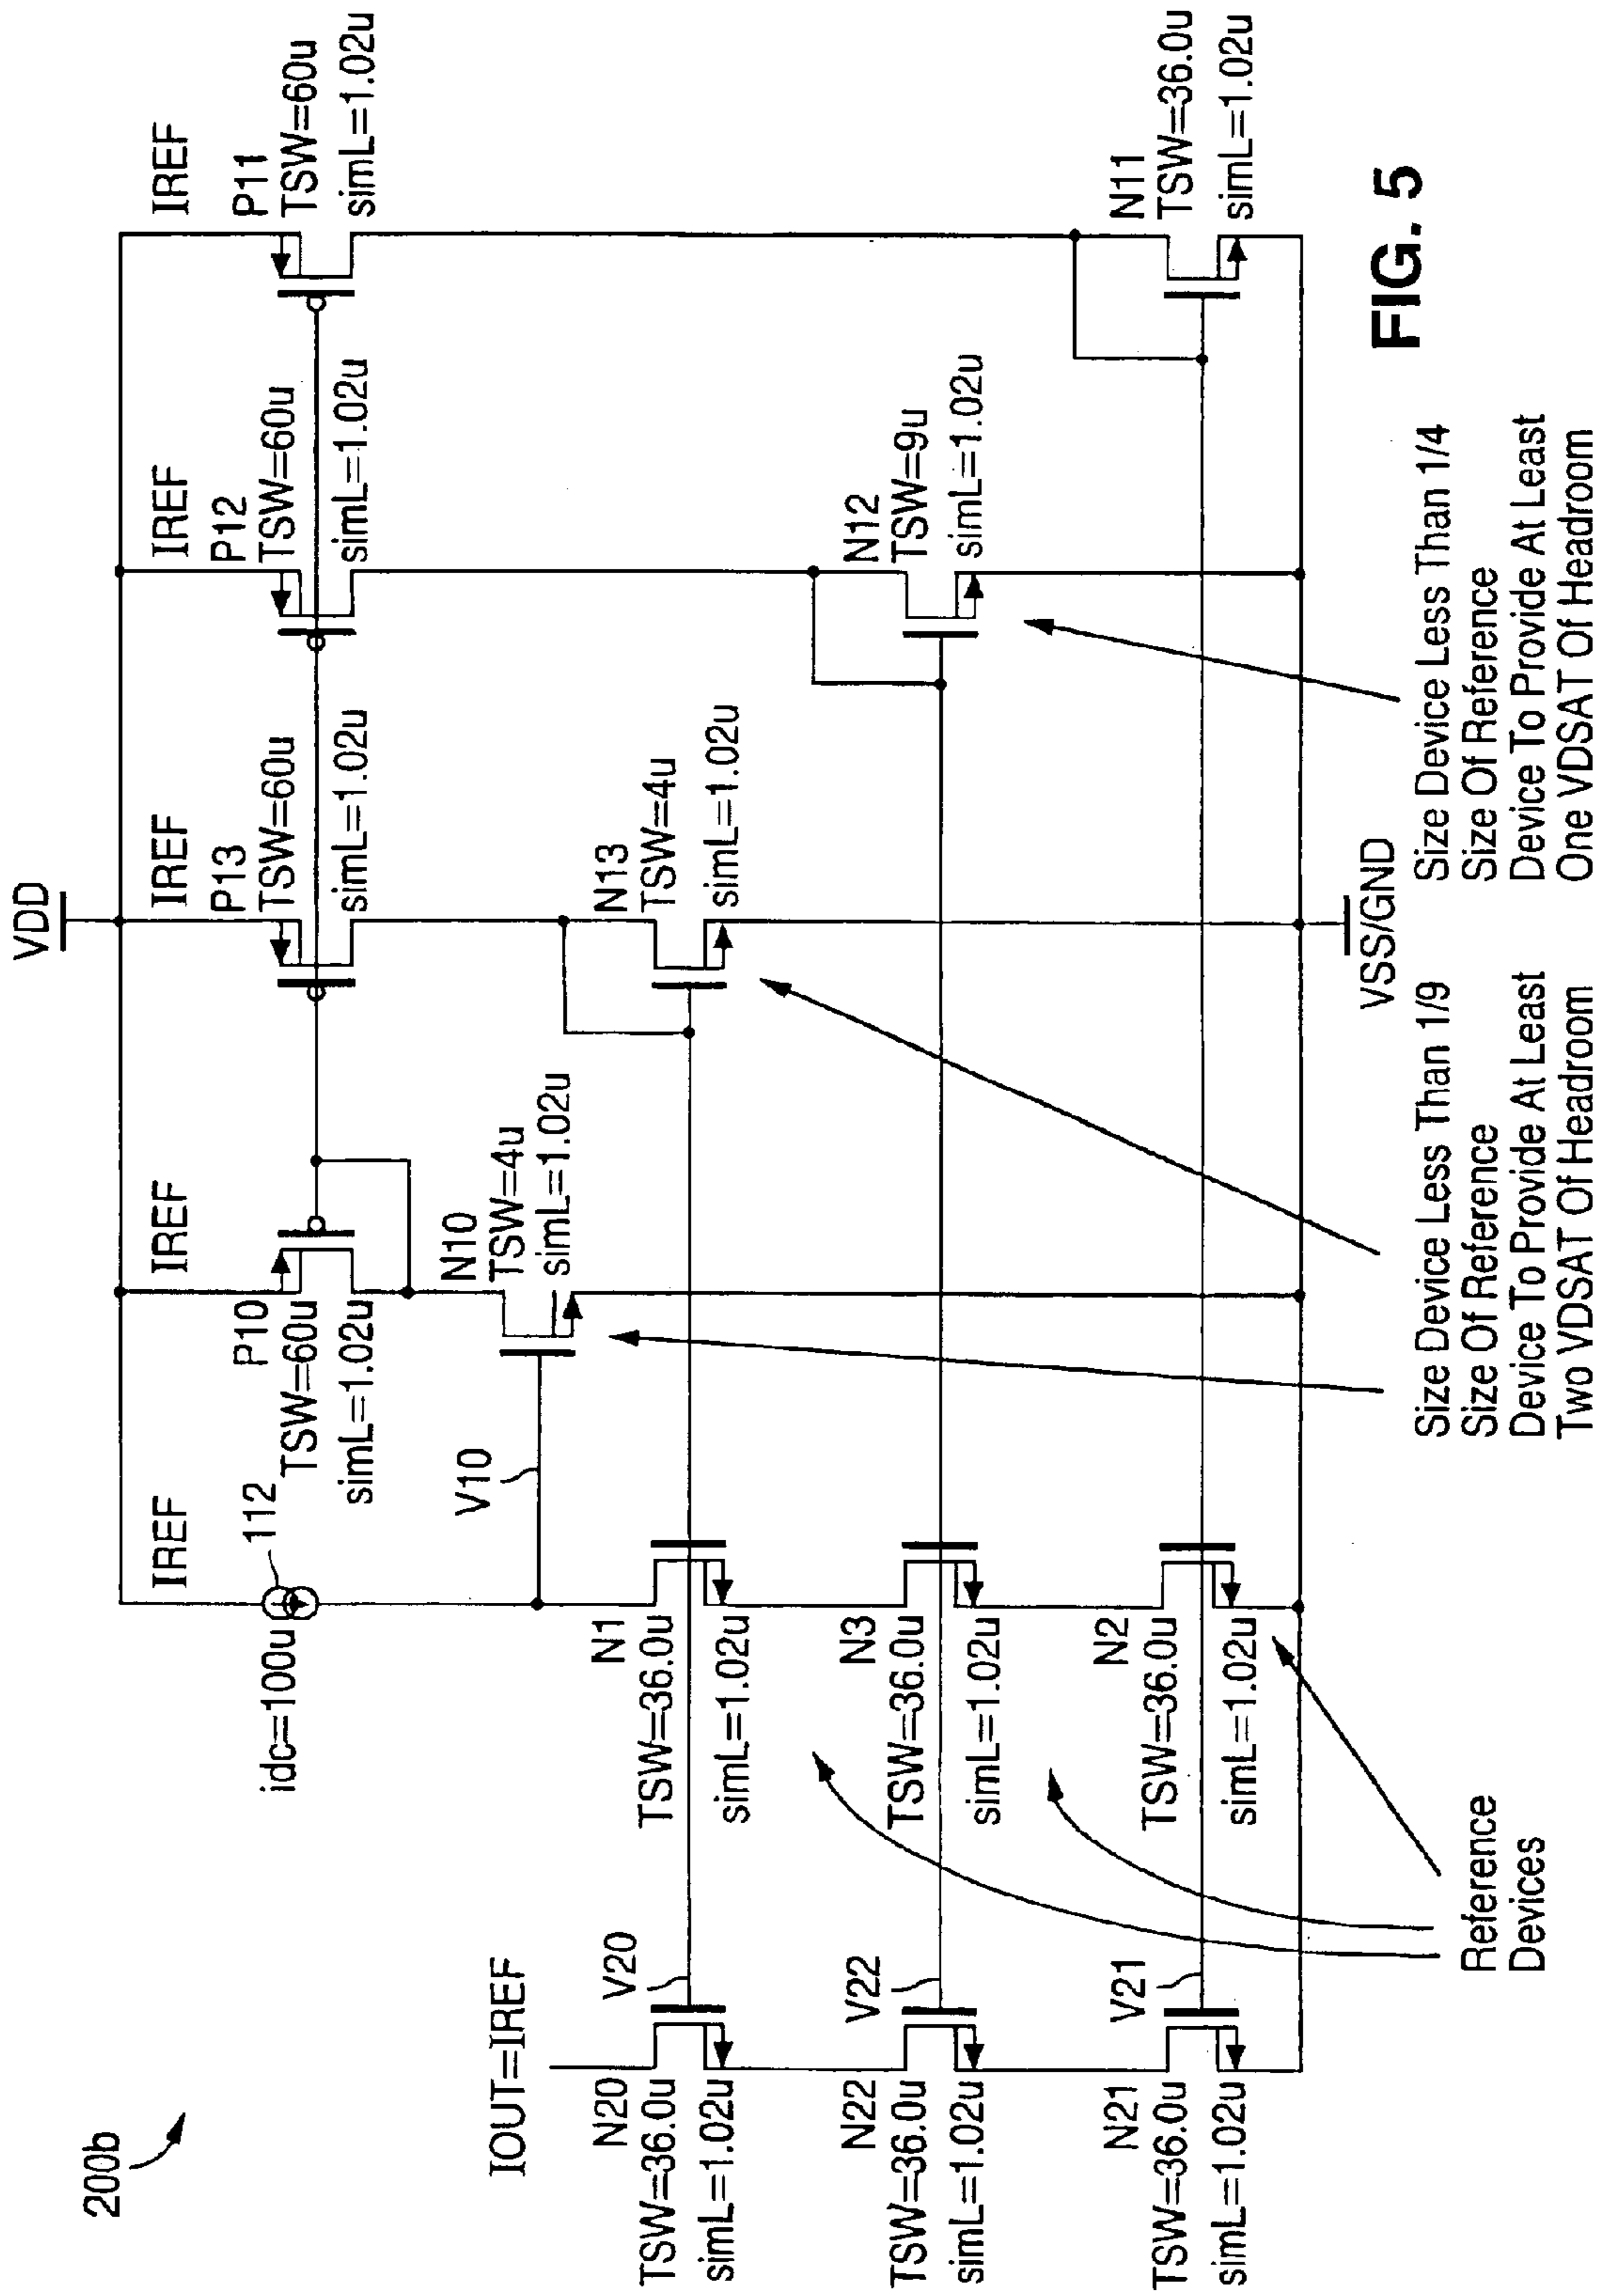 200b
VDD
IREF
IREF
IREF
IREF
IREF
idc=100u
112
P10
TSW=60u
simL=1.02u
P13
TSW=60u
simL=1.02u
P12
TSW=60u
simL=1.02u
P11
TSW=60u
simL=1.02u
V10
N10
TSW=4u
simL=1.02u
IOUT=IREF
N20
TSW=36.0u
simL=1.02u
V20
N1
TSW=36.0u
simL=1.02u
N13
TSW=4u
simL=1.02u
N22
TSW=36.0u
simL=1.02u
V22
N3
TSW=36.0u
simL=1.02u
N12
TSW=9u
simL=1.02u
N21
TSW=36.0u
simL=1.02u
V21
N2
TSW=36.0u
simL=1.02u
N11
TSW=36.0u
simL=1.02u
VSS/GND
Reference
Devices
Size Device Less Than 1/9
Size Of Reference
Device To Provide At Least
Two VDSAT Of Headroom
Size Device Less Than 1/4
Size Of Reference
Device To Provide At Least
One VDSAT Of Headroom
FIG. 5